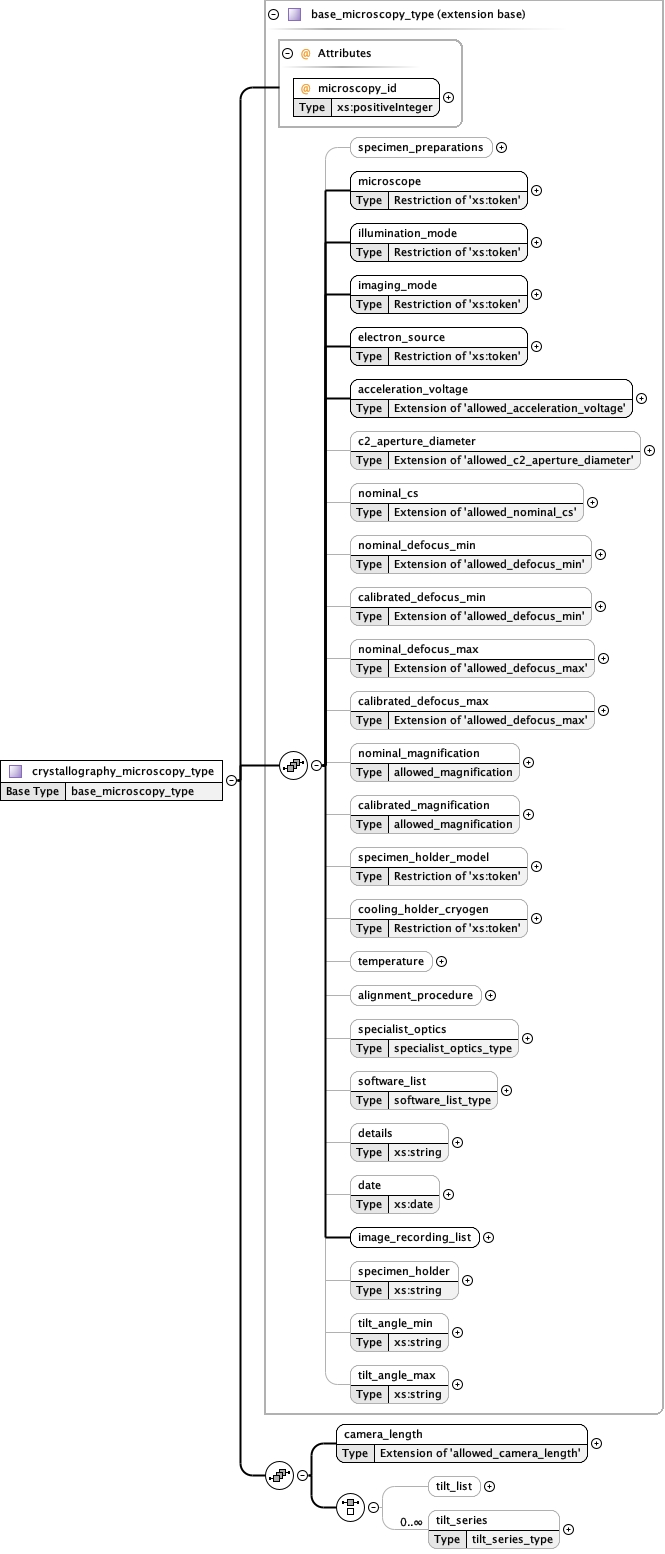 base_microscopy_type (extension base)
@ Attributes
@ microscopy_id
Type xs:positiveInteger
specimen_preparations
microscope
Type Restriction of 'xs:token'
illumination_mode
Type Restriction of 'xs:token'
imaging_mode
Type Restriction of 'xs:token'
electron_source
Type Restriction of 'xs:token'
acceleration_voltage
Type Extension of 'allowed_acceleration_voltage'
c2_aperture_diameter
Type Extension of 'allowed_c2_aperture_diameter'
nominal_cs
Type Extension of 'allowed_nominal_cs'
nominal_defocus_min
Type Extension of 'allowed_defocus_min'
calibrated_defocus_min
Type Extension of 'allowed_defocus_min'
nominal_defocus_max
Type Extension of 'allowed_defocus_max'
calibrated_defocus_max
Type Extension of 'allowed_defocus_max'
nominal_magnification
Type allowed_magnification
crystallography_microscopy_type
Base Type base_microscopy_type
calibrated_magnification
Type allowed_magnification
specimen_holder_model
Type Restriction of 'xs:token'
cooling_holder_cryogen
Type Restriction of 'xs:token'
temperature
alignment_procedure
specialist_optics
Type specialist_optics_type
software_list
Type software_list_type
details
Type xs:string
date
Type xs:date
image_recording_list
specimen_holder
Type xs:string
tilt_angle_min
Type xs:string
tilt_angle_max
Type xs:string
camera_length
Type Extension of 'allowed_camera_length'
tilt_list
0..∞ tilt_series
Type tilt_series_type